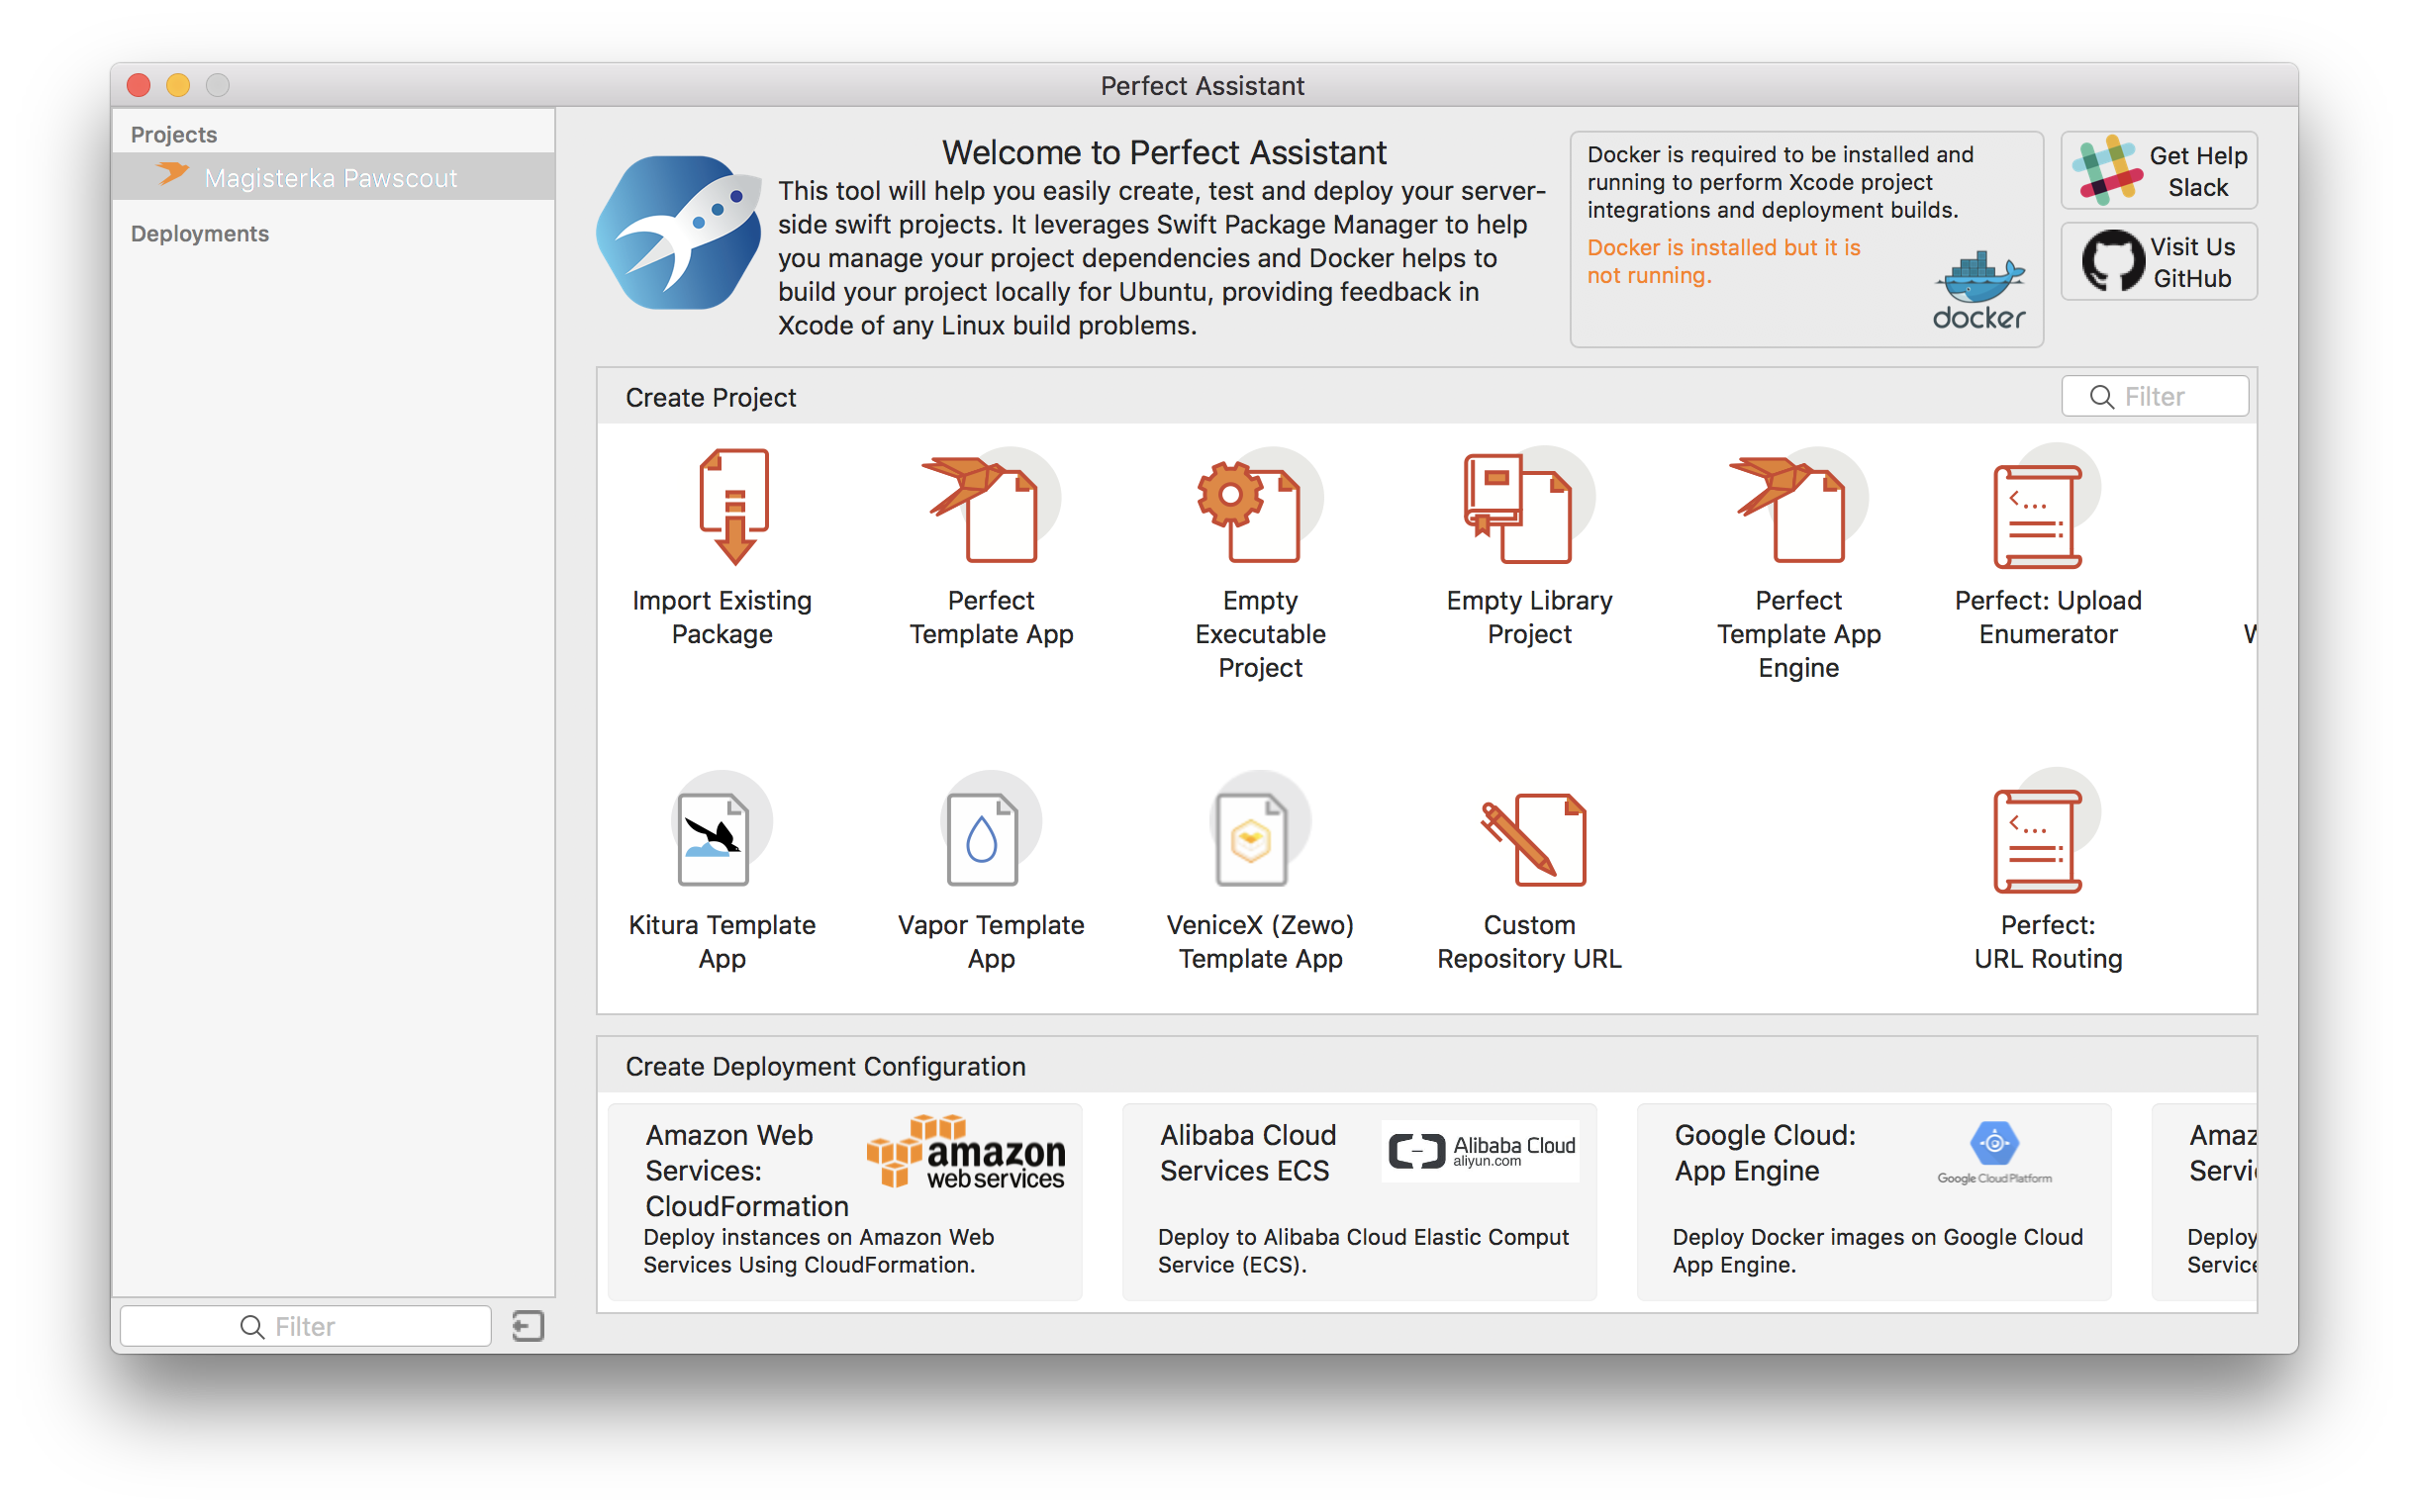 Perfect Assistant
Projects
Magisterka Pawscout
Deployments
Filter
Welcome to Perfect Assistant
This tool will help you easily create, test and deploy your server-
side swift projects. It leverages Swift Package Manager to help
you manage your project dependencies and Docker helps to
build your project locally for Ubuntu, providing feedback in
Xcode of any Linux build problems.
Docker is required to be installed and
running to perform Xcode project
integrations and deployment builds.
Docker is installed but it is
not running.
docker
Get Help
Slack
Visit Us
GitHub
Create Project
Filter
Import Existing
Package
Perfect
Template App
Empty
Executable
Project
Empty Library
Project
Perfect
Template App
Engine
Perfect: Upload
Enumerator
Kitura Template
App
Vapor Template
App
VeniceX (Zewo)
Template App
Custom
Repository URL
Perfect:
URL Routing
Create Deployment Configuration
Amazon Web
Services:
CloudFormation
amazon
web services
Deploy instances on Amazon Web
Services Using CloudFormation.
Alibaba Cloud
Services ECS
Alibaba Cloud
aliyun.com
Deploy to Alibaba Cloud Elastic Comput
Service (ECS).
Google Cloud:
App Engine
Google Cloud Platform
Deploy Docker images on Google Cloud
App Engine.
Deploy